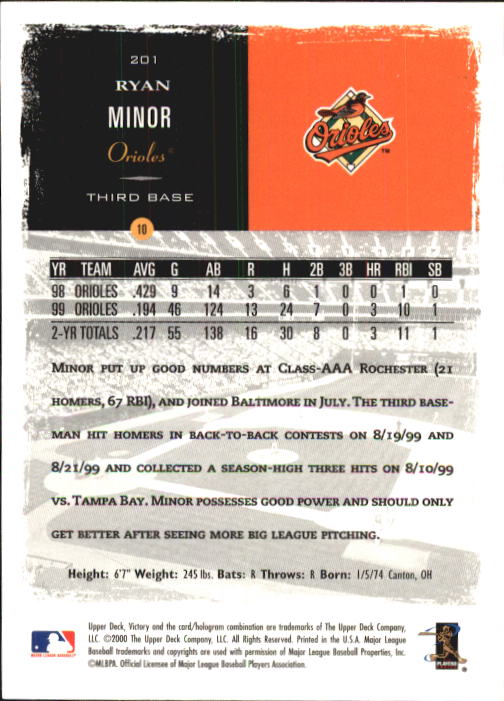 201
RYAN
MINOR
Orioles®
THIRD BASE
Orioles
TM
10
YR TEAM AVG G AB R H 2B 3B HR RBI SB
98 ORIOLES .429 9 14 3 6 1 0 0 1 0
99 ORIOLES .194 46 124 13 24 7 0 3 10 1
2-YR TOTALS .217 55 138 16 30 8 0 3 11 1
MINOR PUT UP GOOD NUMBERS AT CLASS-AAA ROCHESTER (21
HOMERS, 67 RBI), AND JOINED BALTIMORE IN JULY. THE THIRD BASE-
MAN HIT HOMERS IN BACK-TO-BACK CONTESTS ON 8/19/99 AND
8/21/99 AND COLLECTED A SEASON-HIGH THREE HITS ON 8/10/99
VS. TAMPA BAY. MINOR POSSESSES GOOD POWER AND SHOULD ONLY
GET BETTER AFTER SEEING MORE BIG LEAGUE PITCHING.
Height: 6'7" Weight: 245 lbs. Bats: R Throws: R Born: 1/5/74 Canton, OH
Upper Deck, Victory and the card/hologram combination are trademarks of The Upper Deck Company,
LLC. ©2000 The Upper Deck Company, LLC. All Rights Reserved. Printed in the U.S.A. Major League
Baseball trademarks and copyrights are used with permission of Major League Baseball Properties, Inc.
©MLBPA. Official Licensee of Major League Baseball Players Association.
MAJOR LEAGUE BASEBALL
PLAYERS
®